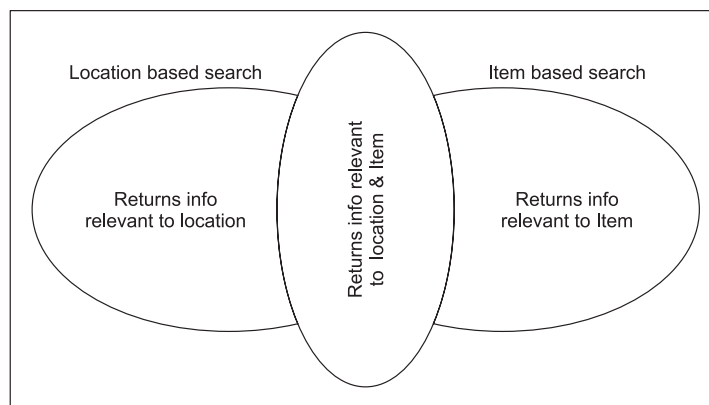 Location based search
Item based search
Returns info
relevant to location
Returns info relevant
to location & Item
Returns info
relevant to Item